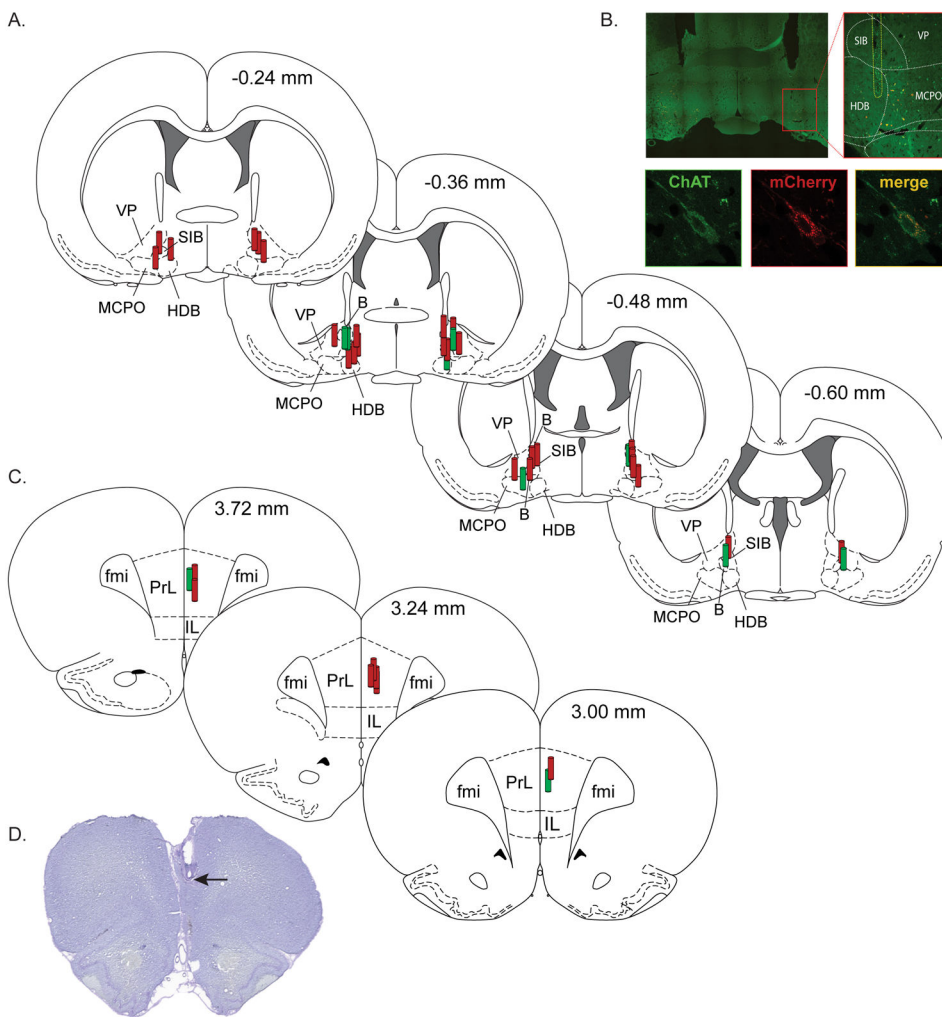 A.
-0.24 mm
VP
SIB
MCPO
HDB
-0.36 mm
B
VP
MCPO
HDB
-0.48 mm
B
VP
SIB
MCPO
B
HDB
-0.60 mm
VP
SIB
MCPO
B
HDB
B.
SIB
VP
HDB
MCPO
ChAT
mCherry
merge
C.
3.72 mm
fmi
PrL
fmi
IL
3.24 mm
fmi
PrL
fmi
IL
3.00 mm
fmi
PrL
fmi
IL
D.